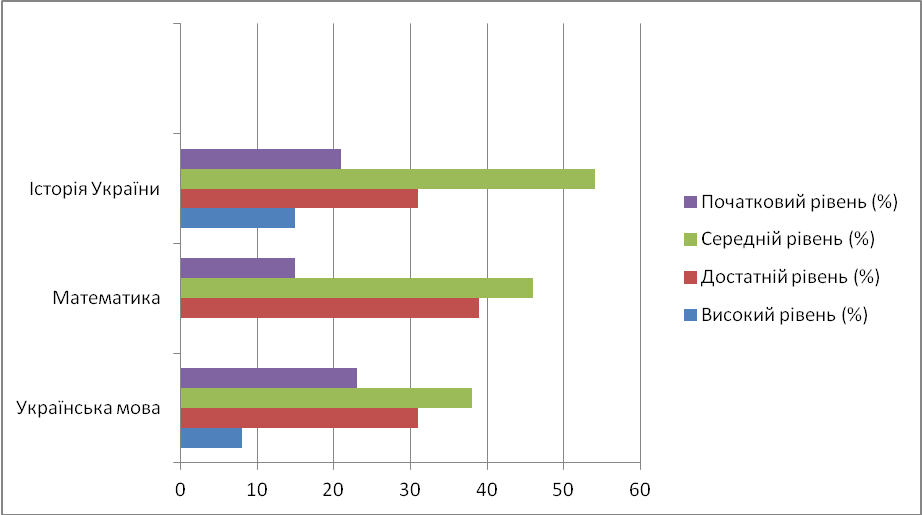 Історія України
Математика
Українська мова
0 10 20 30 40 50 60
Початковий рівень (%)
Середній рівень (%)
Достатній рівень (%)
Високий рівень (%)